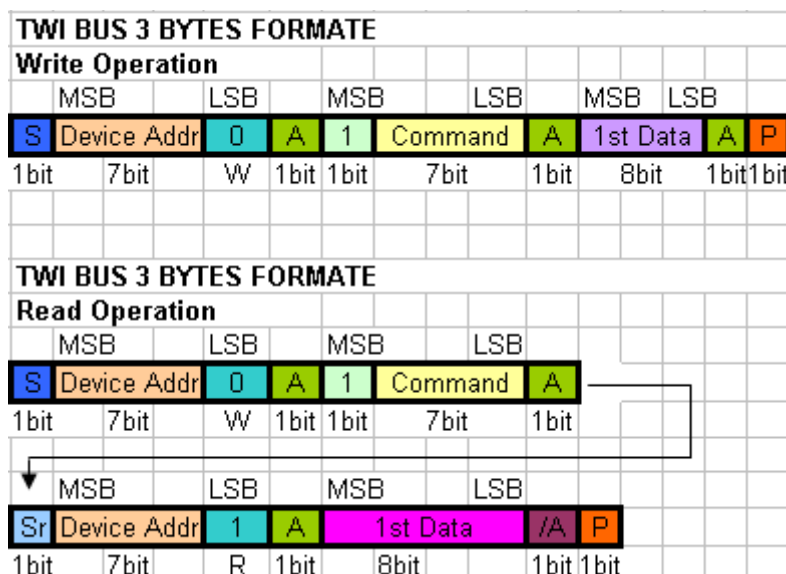 TWI BUS 3 BYTES FORMATE
Write Operation
MSB LSB MSB LSB MSB LSB
S Device Addr 0 A 1 Command A 1st Data A P
1bit 7bit W 1bit 1bit 7bit 1bit 8bit 1bit 1bit
TWI BUS 3 BYTES FORMATE
Read Operation
MSB LSB MSB LSB
S Device Addr 0 A 1 Command A
1bit 7bit W 1bit 1bit 7bit 1bit
MSB LSB MSB LSB
Sr Device Addr 1 A 1st Data /A P
1bit 7bit R 1bit 8bit 1bit 1bit